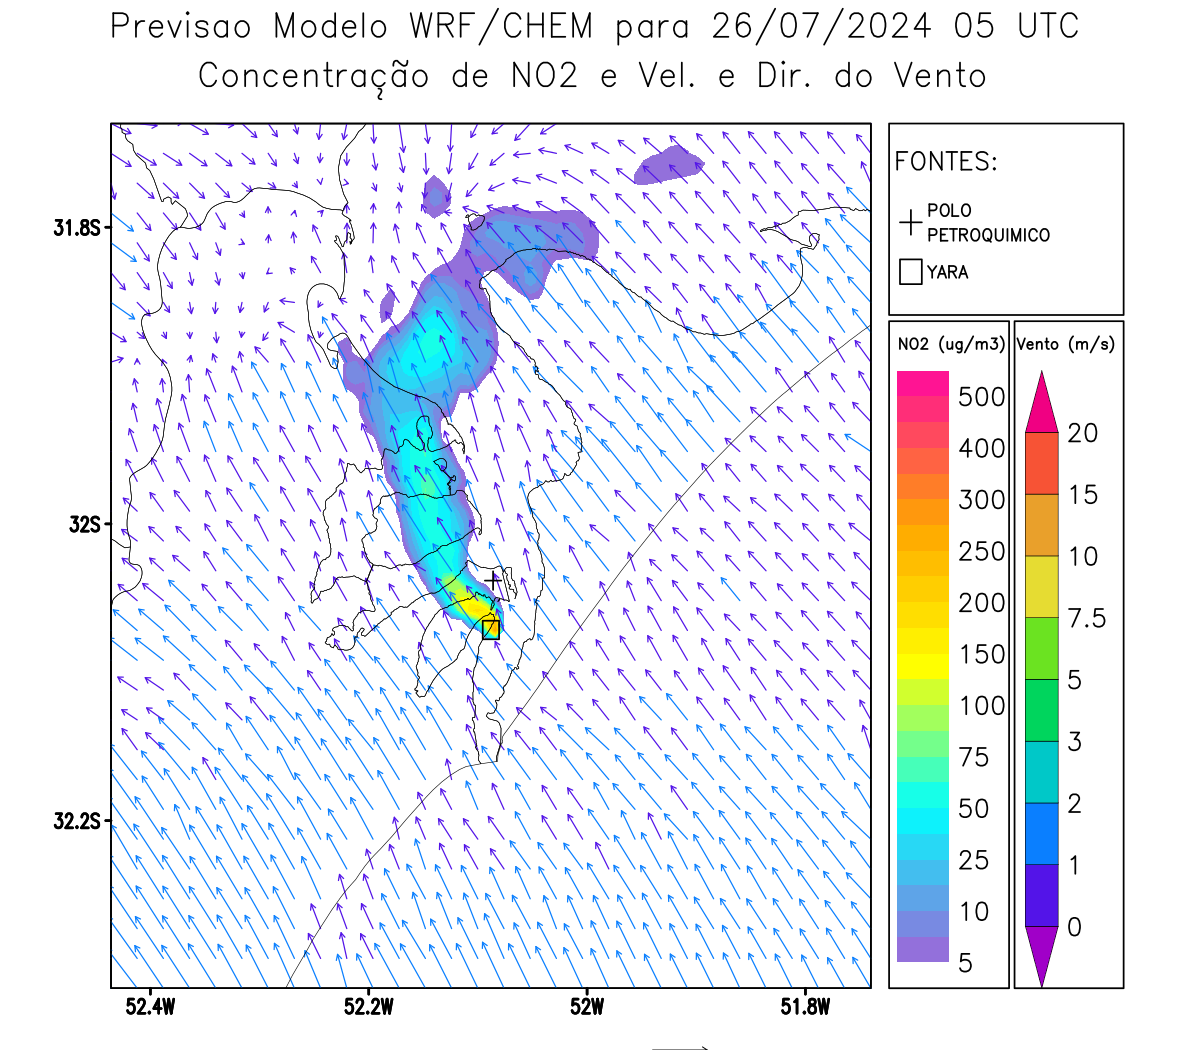 Previsao Modelo WRF/CHEM para 26/07/2024 05 UTC
Concentração de NO2 e Vel. e Dir. do Vento
FONTES:
POLO
PETROQUIMICO
YARA
31.8S
32S
32.2S
52.4W
52.2W
52W
51.8W
NO2 (ug/m3)
500
400
300
250
200
150
100
75
50
25
10
5
Vento (m/s)
20
15
10
7.5
5
3
2
1
0